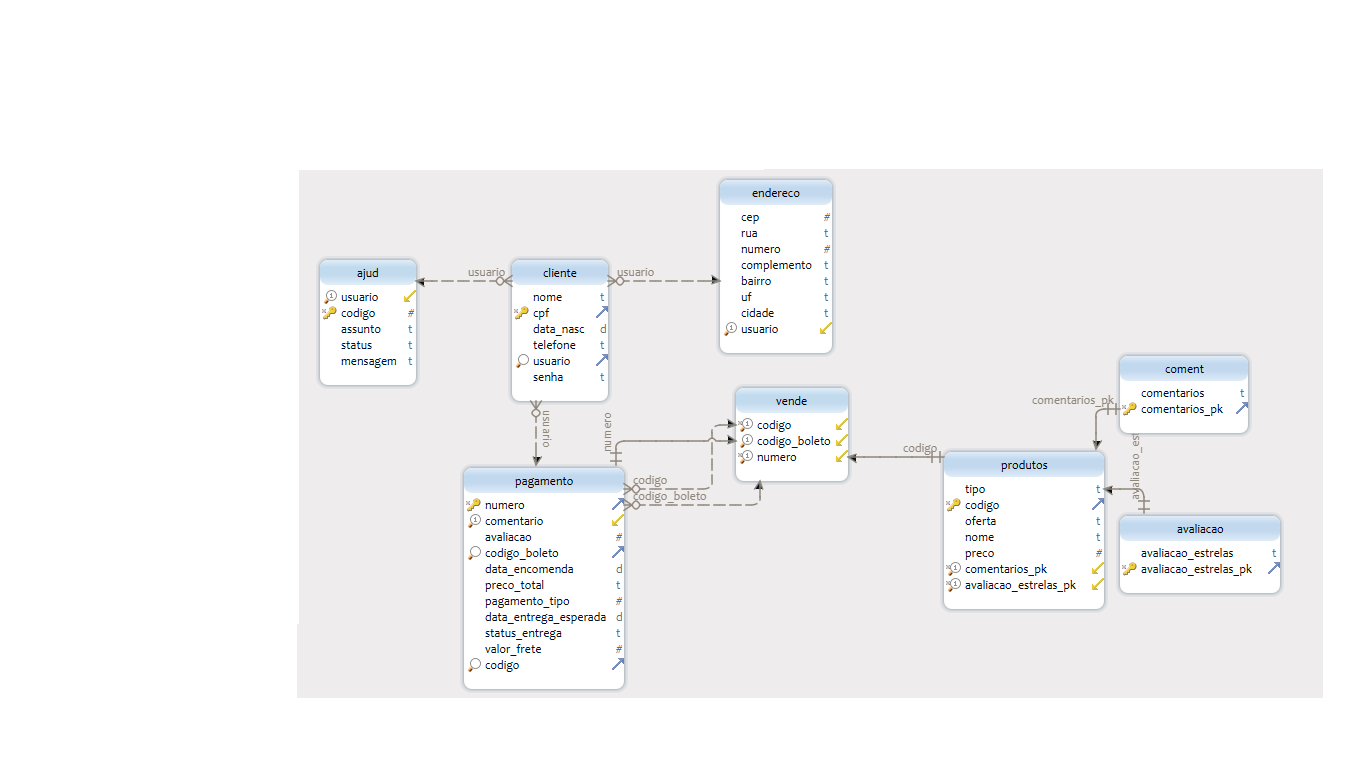 endereco
cep #
rua t
numero #
complemento t
bairro t
uf t
cidade t
usuario
ajud
usuario
codigo #
assunto t
status t
mensagem t
usuario
cliente
nome t
cpf
data_nasc d
telefone t
usuario
senha t
usuario
usuario
numero
vende
codigo
codigo_boleto
numero
codigo
codigo_boleto
pagamento
numero
comentario
avaliacao #
codigo_boleto
data_encomenda d
preco_total t
pagamento_tipo #
data_entrega_esperada d
status_entrega t
valor_frete #
codigo
codigo
produtos
tipo t
codigo
oferta t
nome t
preco #
comentarios_pk
avaliacao_estrelas_pk
comentarios_pk
coment
comentarios t
comentarios_pk
avaliacao_est
avaliacao
avaliacao_estrelas t
avaliacao_estrelas_pk